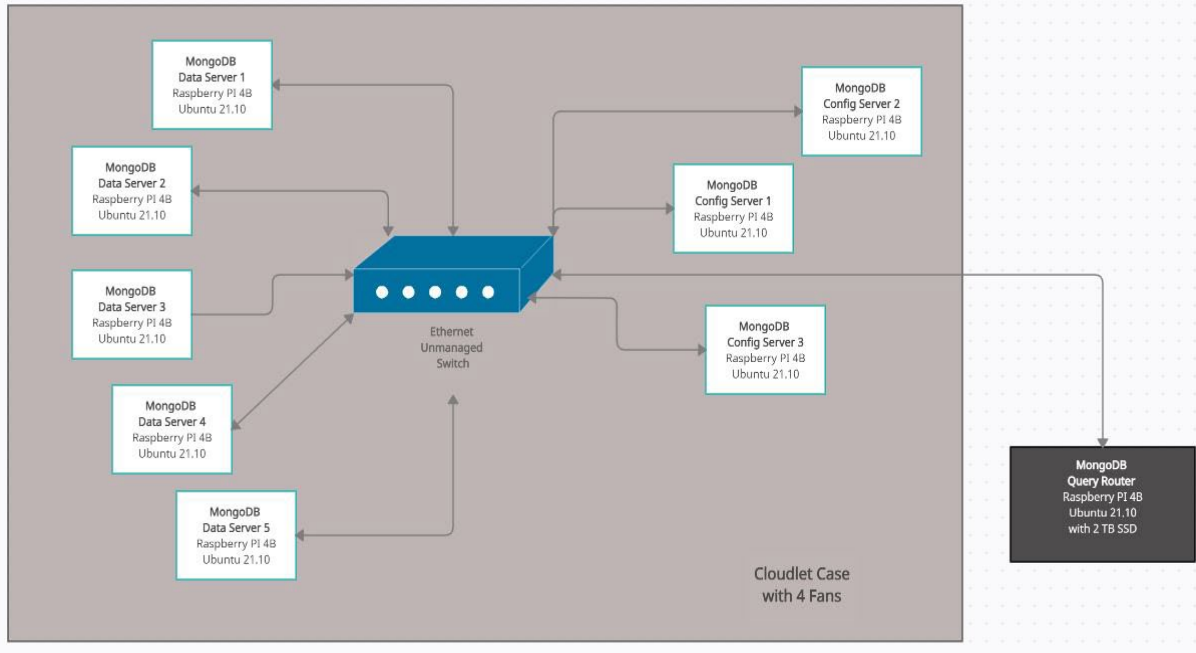 MongoDB
Data Server 1
Raspberry PI 4B
Ubuntu 21.10
MongoDB
Config Server 2
Raspberry PI 4B
Ubuntu 21.10
MongoDB
Data Server 2
Raspberry PI 4B
Ubuntu 21.10
MongoDB
Config Server 1
Raspberry PI 4B
Ubuntu 21.10
MongoDB
Data Server 3
Raspberry PI 4B
Ubuntu 21.10
Ethernet
Unmanaged
Switch
MongoDB
Config Server 3
Raspberry PI 4B
Ubuntu 21.10
MongoDB
Data Server 4
Raspberry PI 4B
Ubuntu 21.10
MongoDB
Query Router
Raspberry PI 4B
Ubuntu 21.10
with 2 TB SSD
MongoDB
Data Server 5
Raspberry PI 4B
Ubuntu 21.10
Cloudlet Case
with 4 Fans